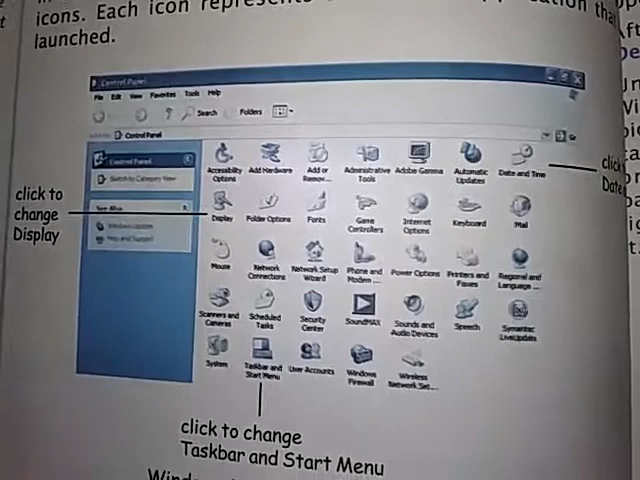 icons. Each icon represents
launched.
Control Panel
File Edit View Favorites Tools Help
Search Folders
Control Panel
Control Panel
Switch to Category View
See Also
Windows Update
Help and Support
Accessibility Options
Add Hardware
Add or Remov...
Administrative Tools
Adobe Gamma
Automatic Updates
Date and Time
Display
Folder Options
Fonts
Game Controllers
Internet Options
Keyboard
Mail
Mouse
Network Connections
Network Setup Wizard
Phone and Modem ...
Power Options
Printers and Faxes
Regional and Language ...
Scanners and Cameras
Scheduled Tasks
Security Center
SoundMAX
Sounds and Audio Devices
Speech
Symantec LiveUpdate
System
Taskbar and Start Menu
User Accounts
Windows Firewall
Wireless Network Set...
click to
change
Display
click
Date
click to change
Taskbar and Start Menu